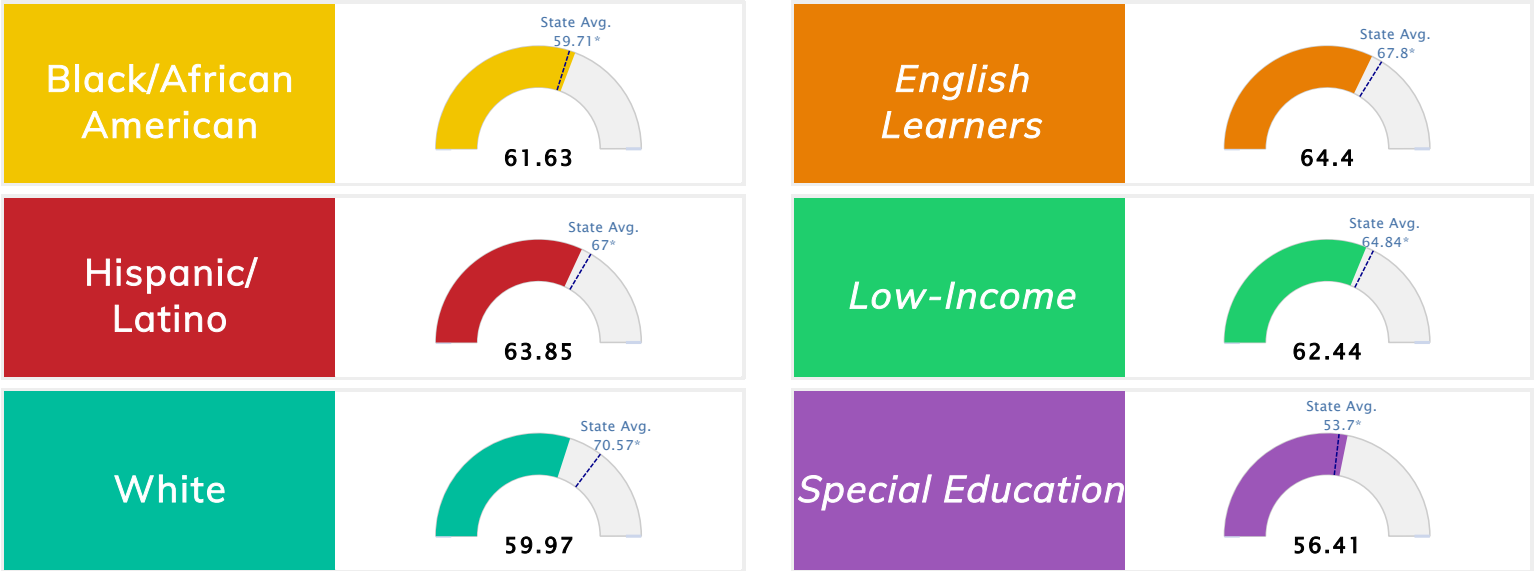 Black/African
American
State Avg.
59.71*
61.63
English
Learners
State Avg.
67.8*
64.4
Hispanic/
Latino
State Avg.
67*
63.85
Low-Income
State Avg.
64.84*
62.44
White
State Avg.
70.57*
59.97
Special Education
State Avg.
53.7*
56.41